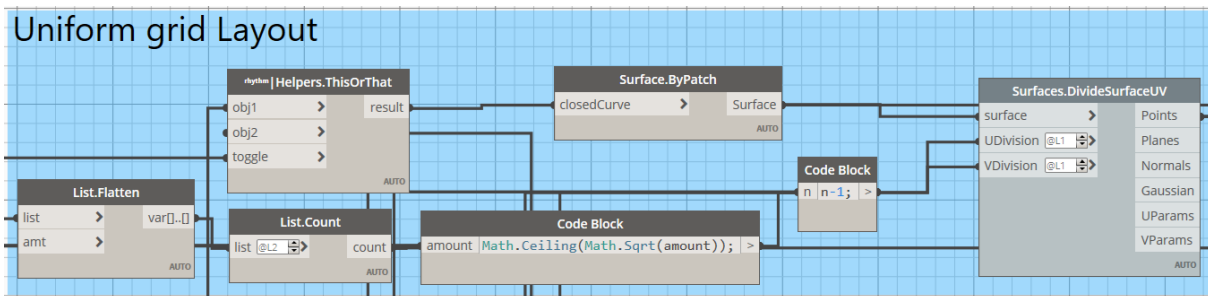 Uniform grid Layout
rhythm|Helpers.ThisOrThat
obj1 > result
obj2 >
toggle >
AUTO
Surface.ByPatch
closedCurve > Surface
AUTO
Surfaces.DivideSurfaceUV
surface > Points
UDivision @L1 > Planes
VDivision @L1 > Normals
Gaussian
UParams
VParams
AUTO
Code Block
n n-1; >
List.Flatten
list > var[]..[]
amt >
AUTO
List.Count
list @L2 > count
AUTO
Code Block
amount Math.Ceiling(Math.Sqrt(amount)); >